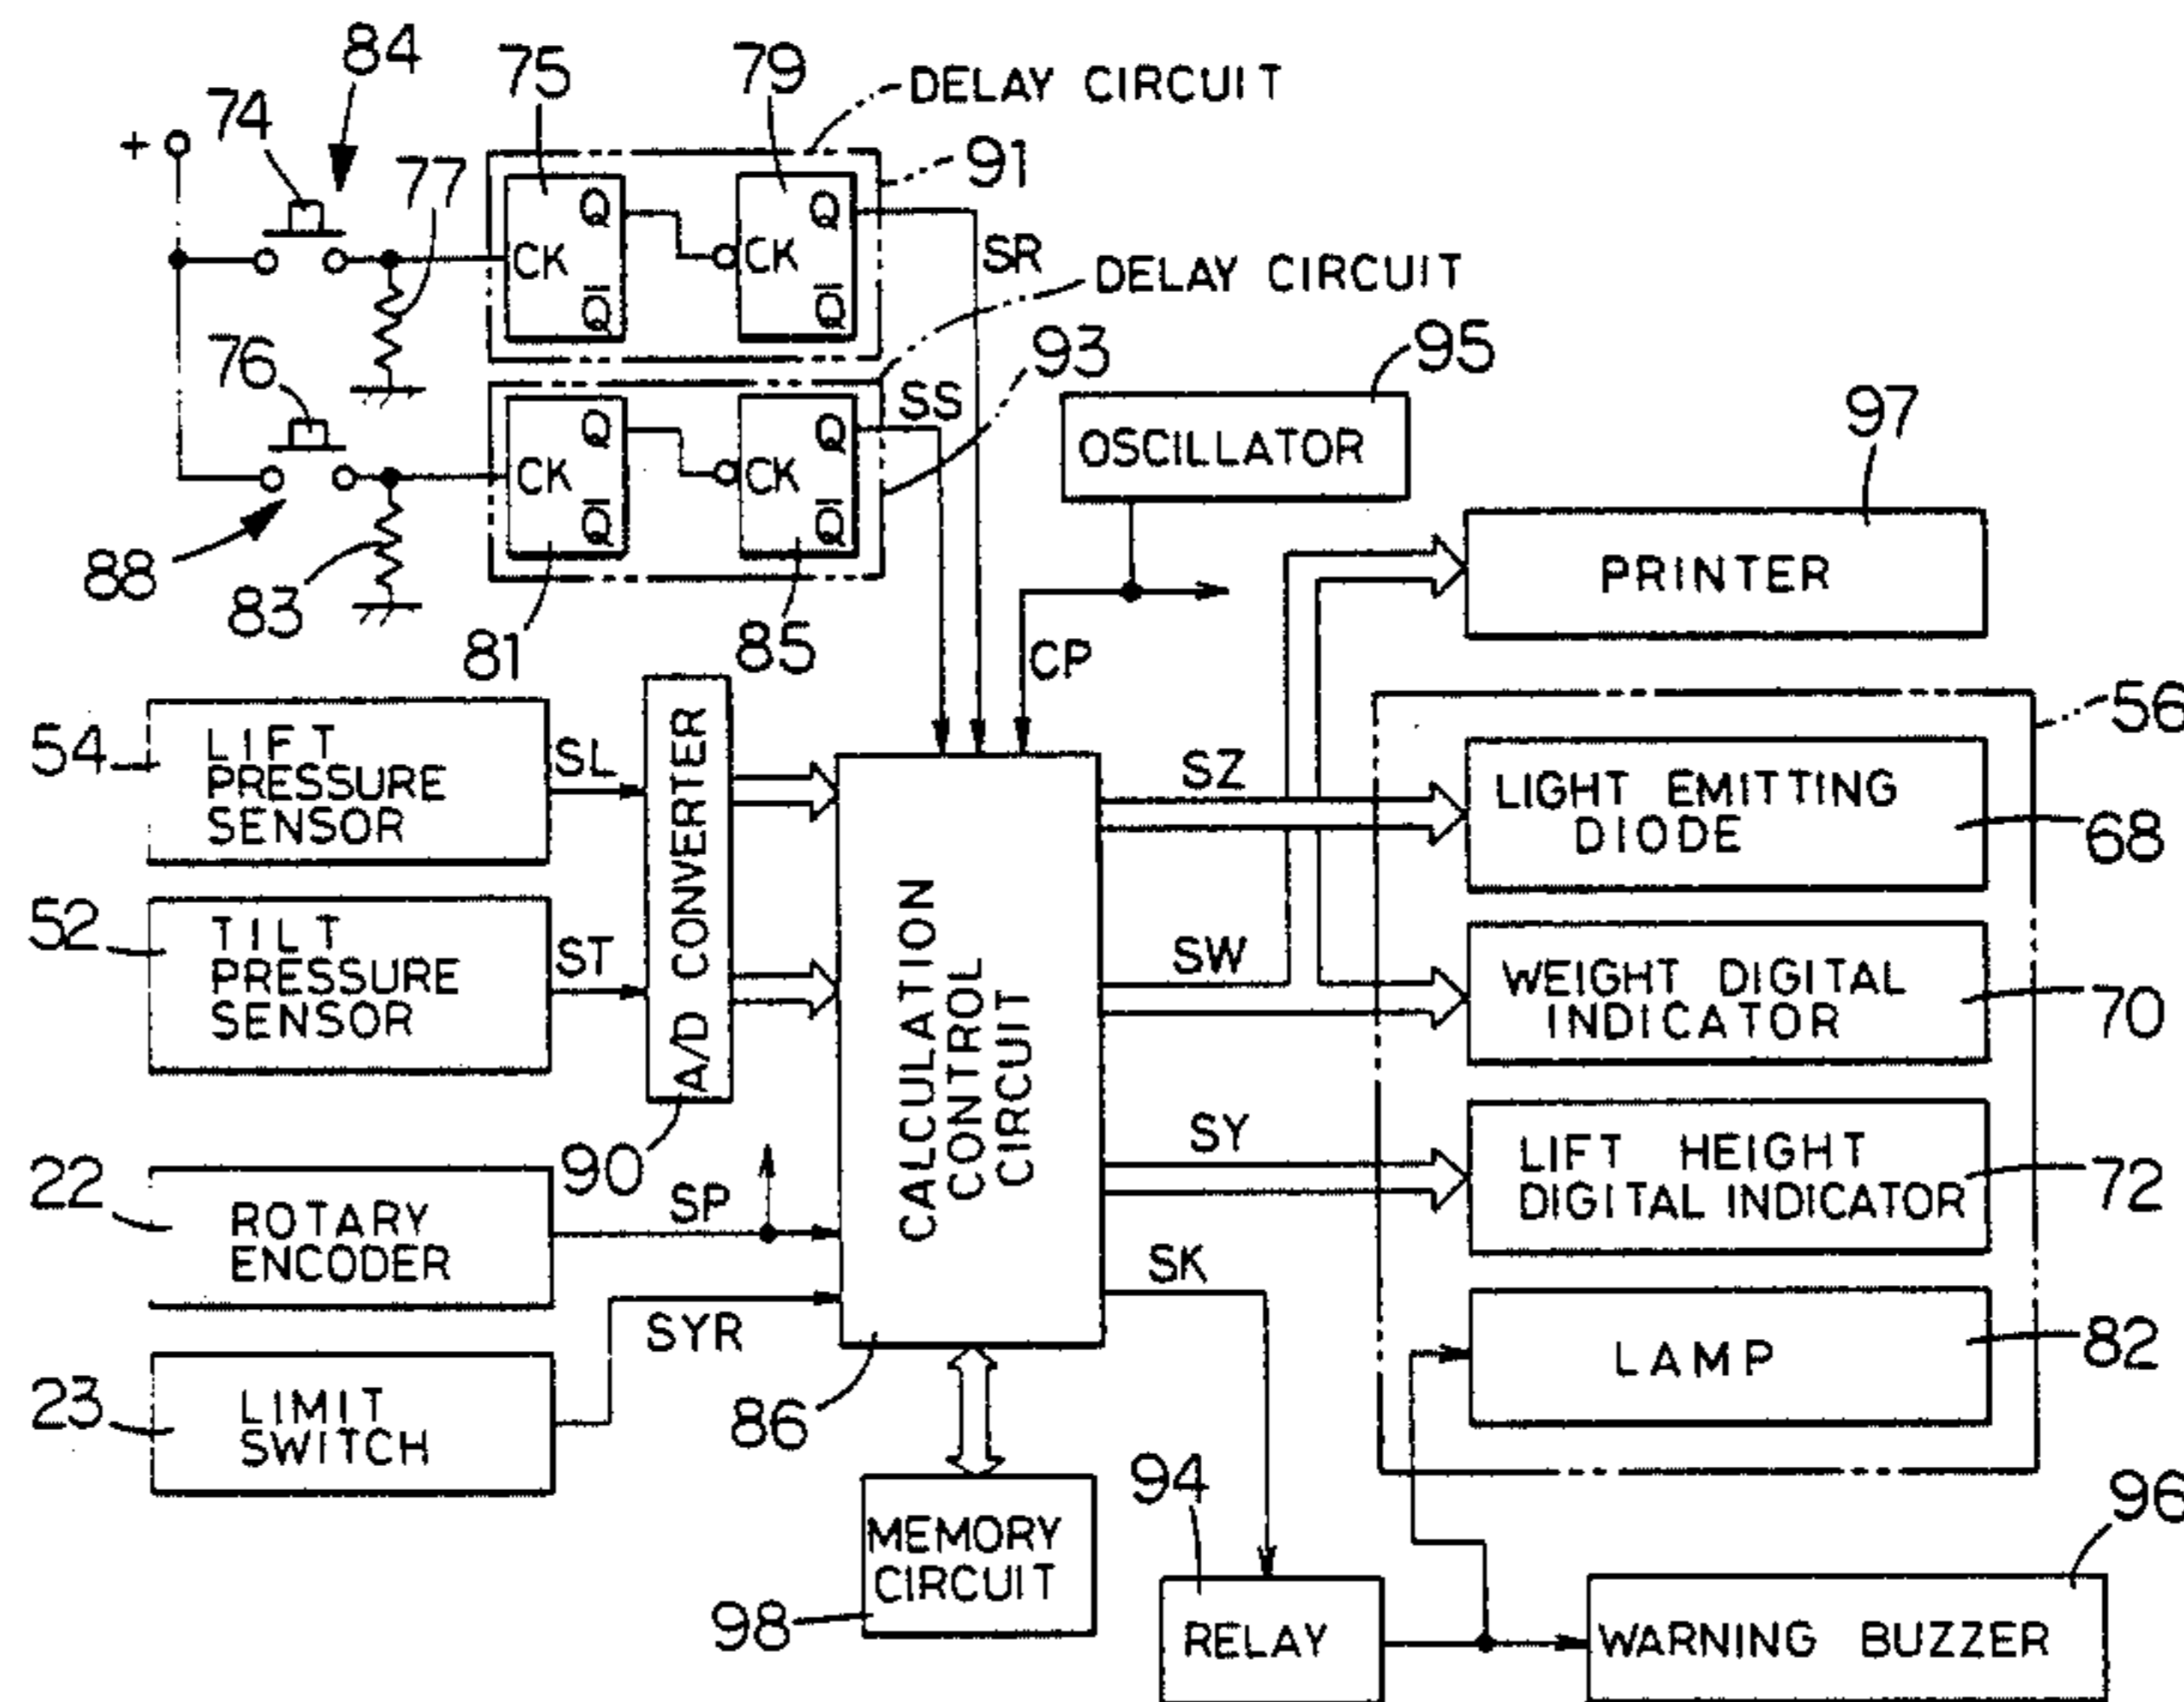 84
75
79
DELAY CIRCUIT
74
+
77
91
Q
Q
CK
CK
SR
Q̅
Q̅
DELAY CIRCUIT
76
93
95
SS
Q
Q
OSCILLATOR
97
CK
CK
Q̅
Q̅
88
83
81
85
PRINTER
CP
56
54
LIFT
PRESSURE
SENSOR
SL
A/D CONVERTER
SZ
LIGHT EMITTING
DIODE
68
52
TILT
PRESSURE
SENSOR
ST
CALCULATION
CONTROL
CIRCUIT
SW
WEIGHT DIGITAL
INDICATOR
70
90
SY
LIFT HEIGHT
DIGITAL INDICATOR
72
22
ROTARY
ENCODER
SP
SK
SYR
LAMP
82
23
LIMIT
SWITCH
86
94
96
MEMORY
CIRCUIT
98
RELAY
WARNING BUZZER